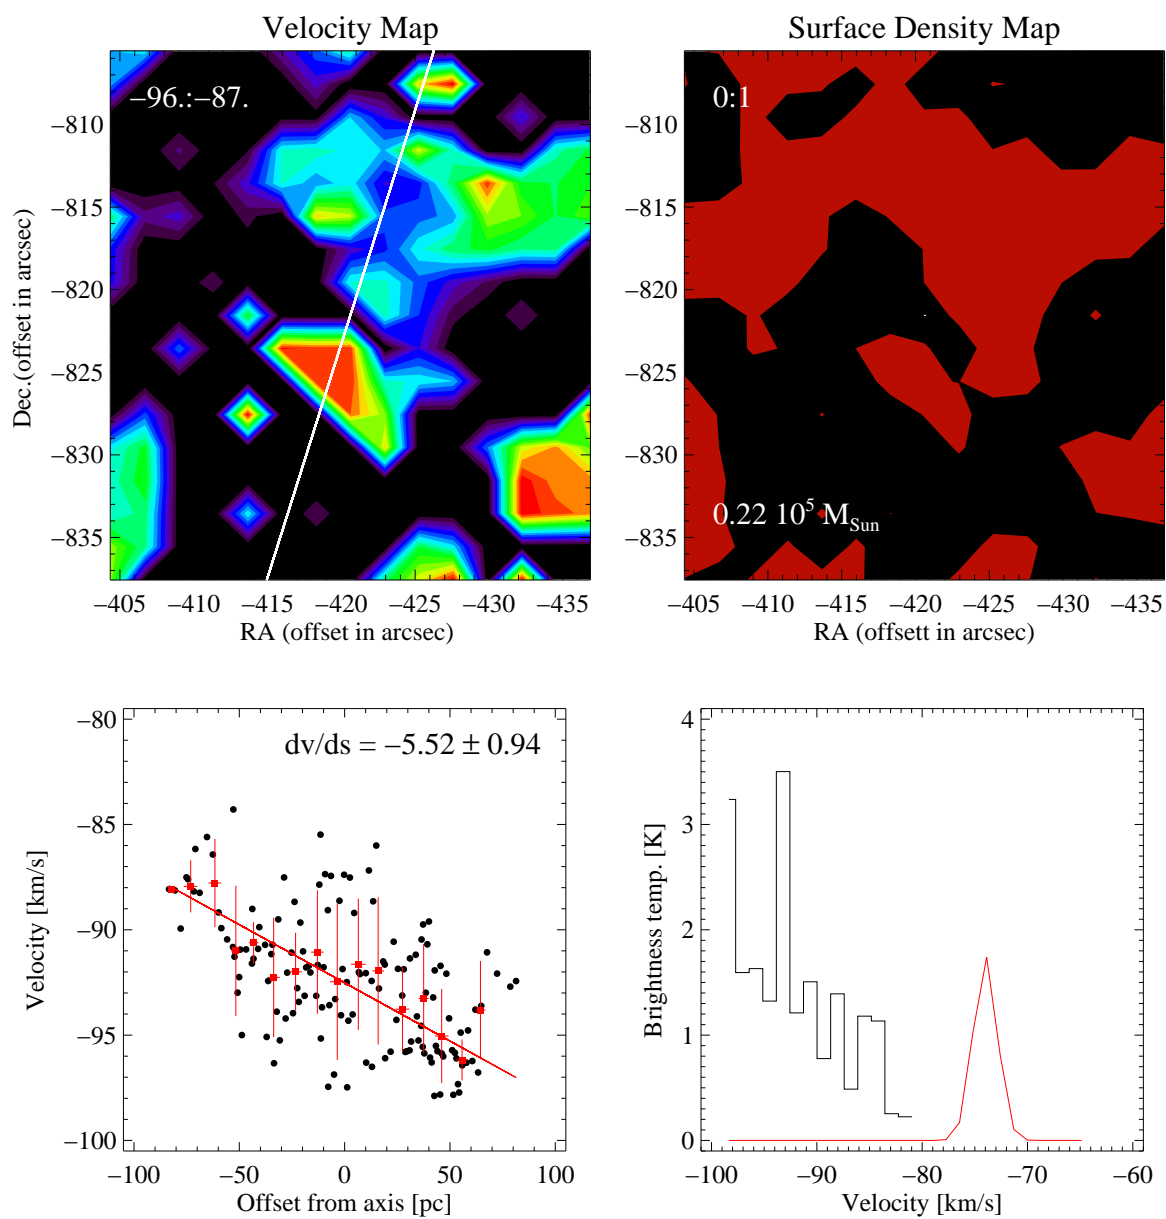 Velocity Map
−96.:−87.
Dec.(offset in arcsec)
−810
−815
−820
−825
−830
−835
−405 −410 −415 −420 −425 −430 −435
RA (offset in arcsec)
Surface Density Map
0:1
0.22 10⁵ M_Sun
−810
−815
−820
−825
−830
−835
−405 −410 −415 −420 −425 −430 −435
RA (offsett in arcsec)
dv/ds = −5.52 ± 0.94
Velocity [km/s]
−80
−85
−90
−95
−100
−100 −50 0 50 100
Offset from axis [pc]
Brightness temp. [K]
4
3
2
1
0
−100 −90 −80 −70 −60
Velocity [km/s]